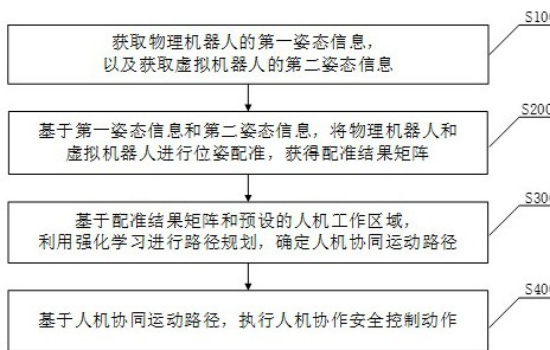 S100
获取物理机器人的第一姿态信息，
以及获取虚拟机器人的第二姿态信息
S200
基于第一姿态信息和第二姿态信息，将物理机器人和
虚拟机器人进行位姿配准，获得配准结果矩阵
S300
基于配准结果矩阵和预设的人机工作区域，
利用强化学习进行路径规划，确定人机协同运动路径
S400
基于人机协同运动路径，执行人机协作安全控制动作